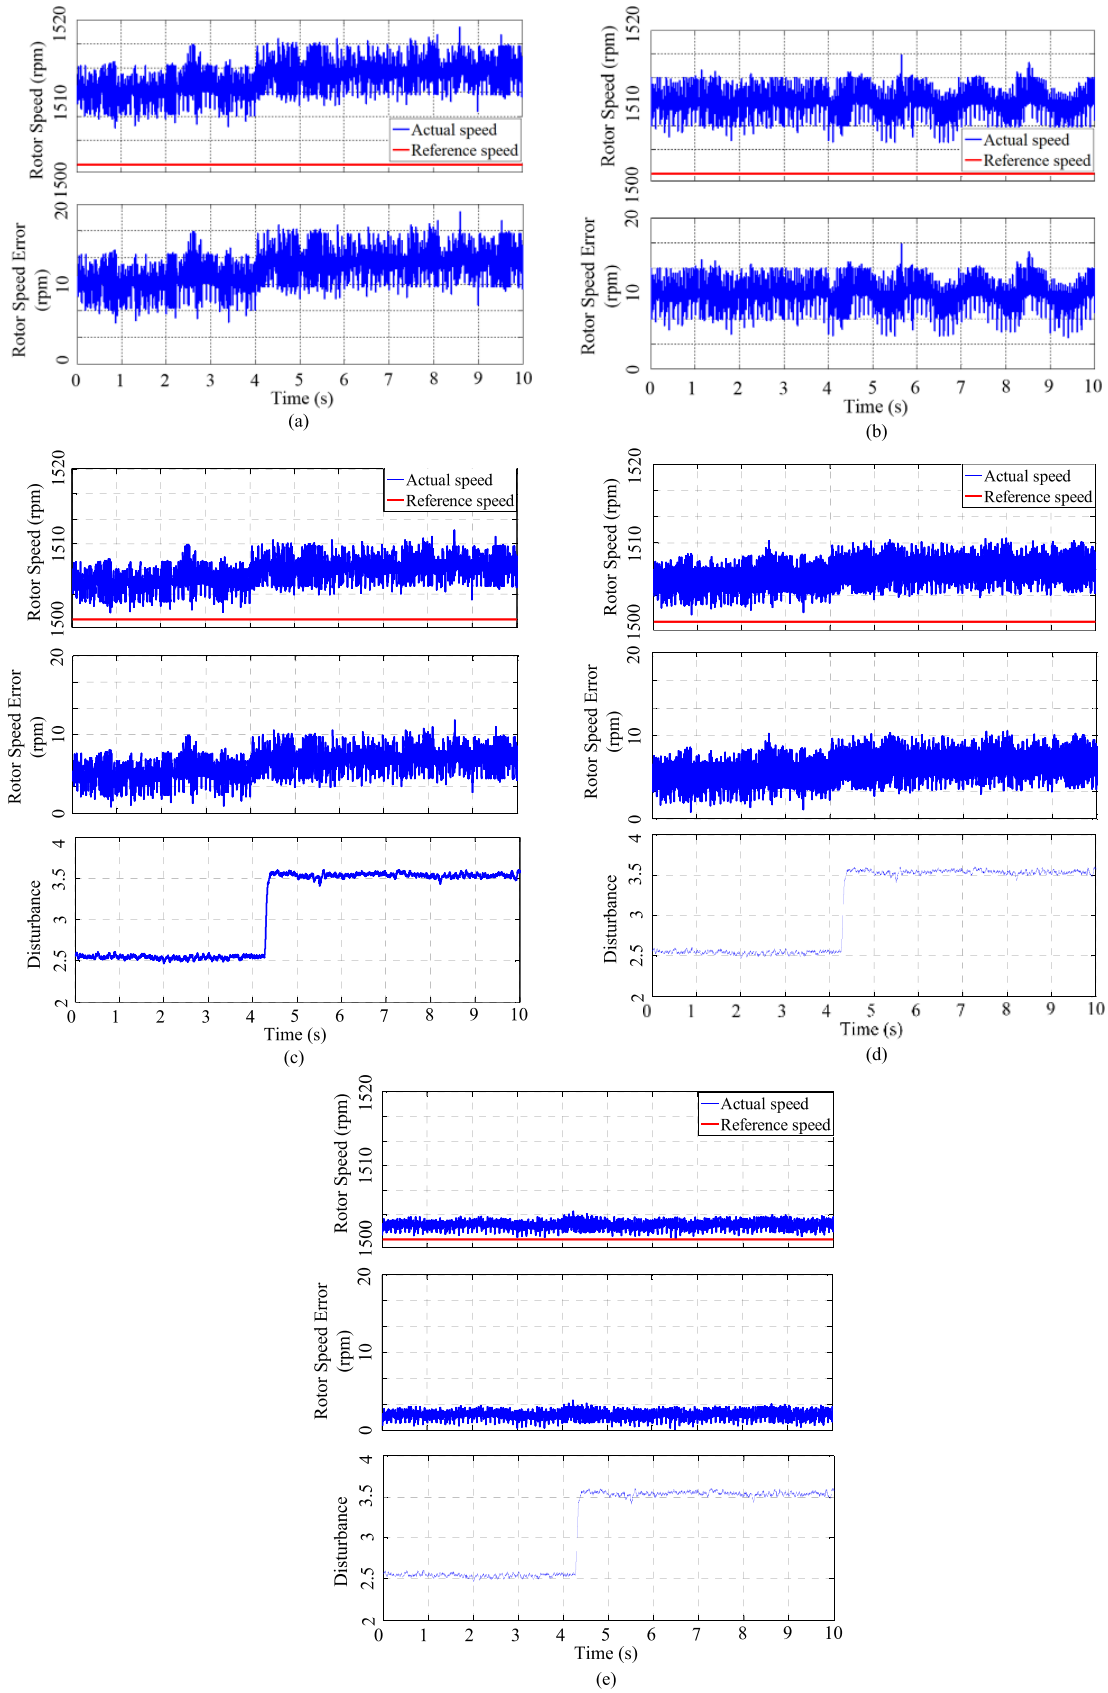 Rotor Speed (rpm)
1520
1510
1500
Actual speed
Reference speed
Rotor Speed Error
(rpm)
20
10
0
0 1 2 3 4 5 6 7 8 9 10
Time (s)
(a)
Rotor Speed (rpm)
1520
1510
1500
Actual speed
Reference speed
Rotor Speed Error
(rpm)
20
10
0
0 1 2 3 4 5 6 7 8 9 10
Time (s)
(b)
Rotor Speed (rpm)
1520
1510
1500
Actual speed
Reference speed
Rotor Speed Error
(rpm)
20
10
0
Disturbance
4
3.5
3
2.5
2
0 1 2 3 4 5 6 7 8 9 10
Time (s)
(c)
Rotor Speed (rpm)
1520
1510
1500
Actual speed
Reference speed
Rotor Speed Error
(rpm)
20
10
0
Disturbance
4
3.5
3
2.5
2
0 1 2 3 4 5 6 7 8 9 10
Time (s)
(d)
Rotor Speed (rpm)
1520
1510
1500
Actual speed
Reference speed
Rotor Speed Error
(rpm)
20
10
0
Disturbance
4
3.5
3
2.5
2
0 1 2 3 4 5 6 7 8 9 10
Time (s)
(e)